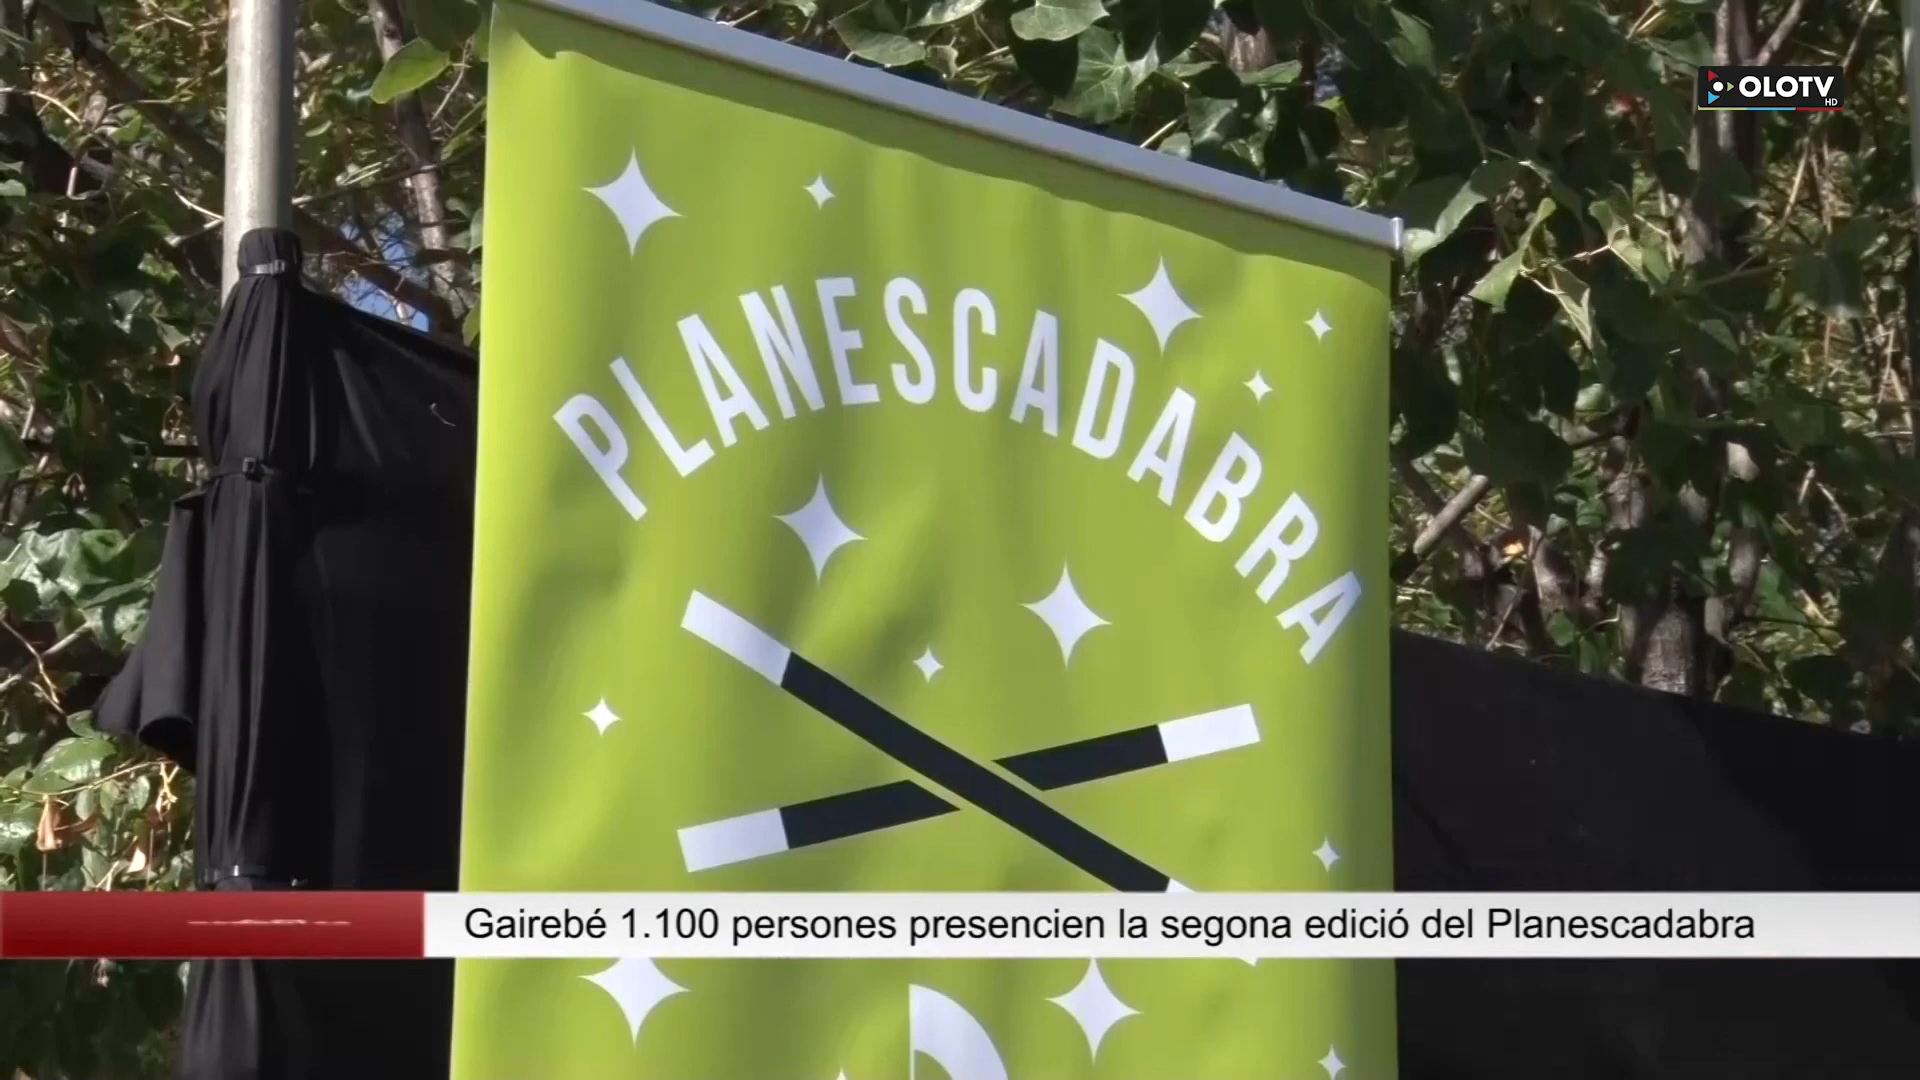 OLOTV
HD
PLANESCADABRA
Gairebé 1.100 persones presencien la segona edició del Planescadabra